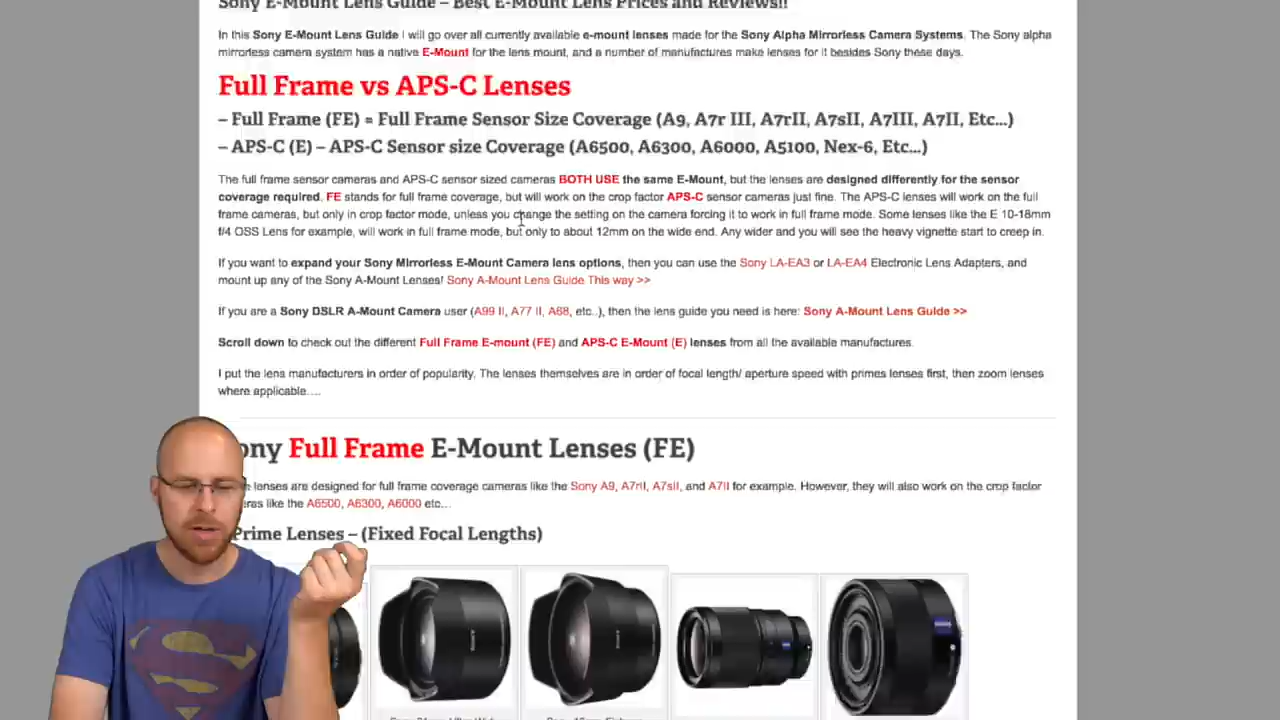 Sony E-Mount Lens Guide – Best E-Mount Lens Prices and Reviews!!
In this Sony E-Mount Lens Guide I will go over all currently available e-mount lenses made for the Sony Alpha Mirrorless Camera Systems. The Sony alpha
mirrorless camera system has a native E-Mount for the lens mount, and a number of manufactures make lenses for it besides Sony these days.
Full Frame vs APS-C Lenses
– Full Frame (FE) = Full Frame Sensor Size Coverage (A9, A7r III, A7rII, A7sII, A7III, A7II, Etc...)
– APS-C (E) – APS-C Sensor size Coverage (A6500, A6300, A6000, A5100, Nex-6, Etc...)
The full frame sensor cameras and APS-C sensor sized cameras BOTH USE the same E-Mount, but the lenses are designed differently for the sensor
coverage required. FE stands for full frame coverage, but will work on the crop factor APS-C sensor cameras just fine. The APS-C lenses will work on the full
frame cameras, but only in crop factor mode, unless you change the setting on the camera forcing it to work in full frame mode. Some lenses like the E 10-18mm
f/4 OSS Lens for example, will work in full frame mode, but only to about 12mm on the wide end. Any wider and you will see the heavy vignette start to creep in.
If you want to expand your Sony Mirrorless E-Mount Camera lens options, then you can use the Sony LA-EA3 or LA-EA4 Electronic Lens Adapters, and
mount up any of the Sony A-Mount Lenses! Sony A-Mount Lens Guide This way >>
If you are a Sony DSLR A-Mount Camera user (A99 II, A77 II, A68, etc..), then the lens guide you need is here: Sony A-Mount Lens Guide >>
Scroll down to check out the different Full Frame E-mount (FE) and APS-C E-Mount (E) lenses from all the available manufactures.
I put the lens manufacturers in order of popularity. The lenses themselves are in order of focal length/ aperture speed with primes lenses first, then zoom lenses
where applicable....
ony Full Frame E-Mount Lenses (FE)
lenses are designed for full frame coverage cameras like the Sony A9, A7rII, A7sII, and A7II for example. However, they will also work on the crop factor
eras like the A6500, A6300, A6000 etc...
Prime Lenses – (Fixed Focal Lengths)